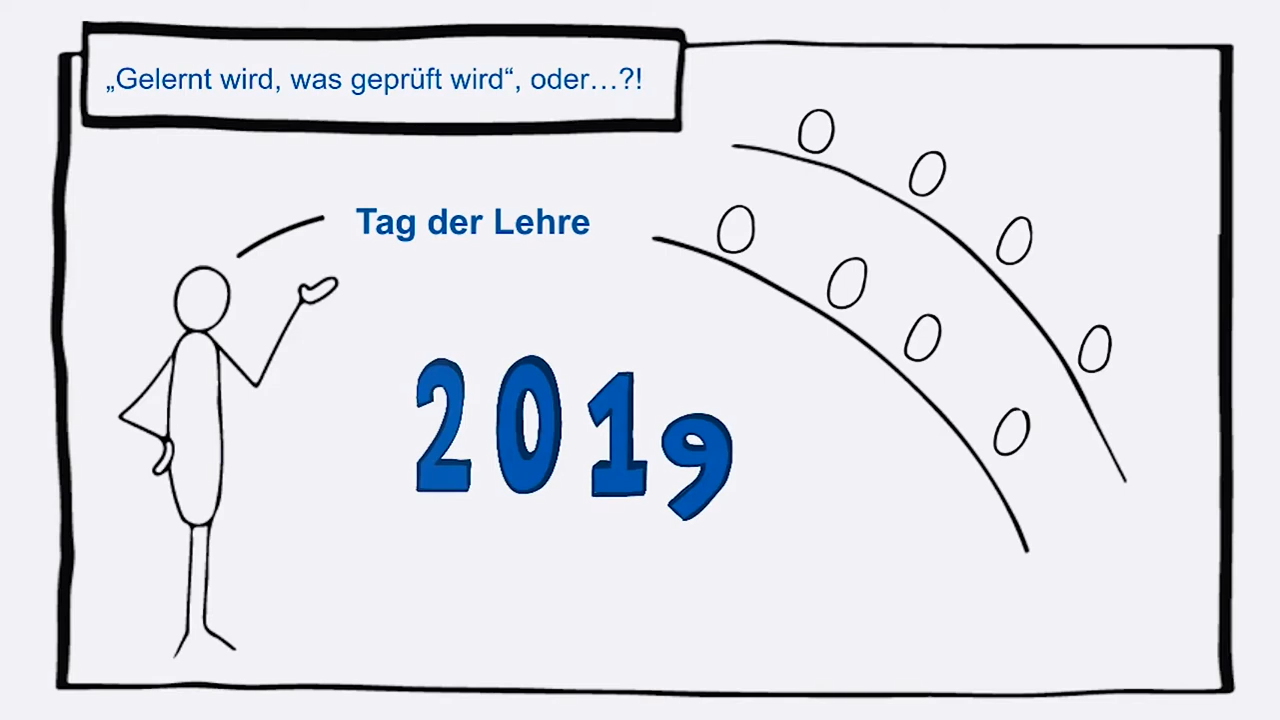 „Gelernt wird, was geprüft wird“, oder…?!
Tag der Lehre
2019